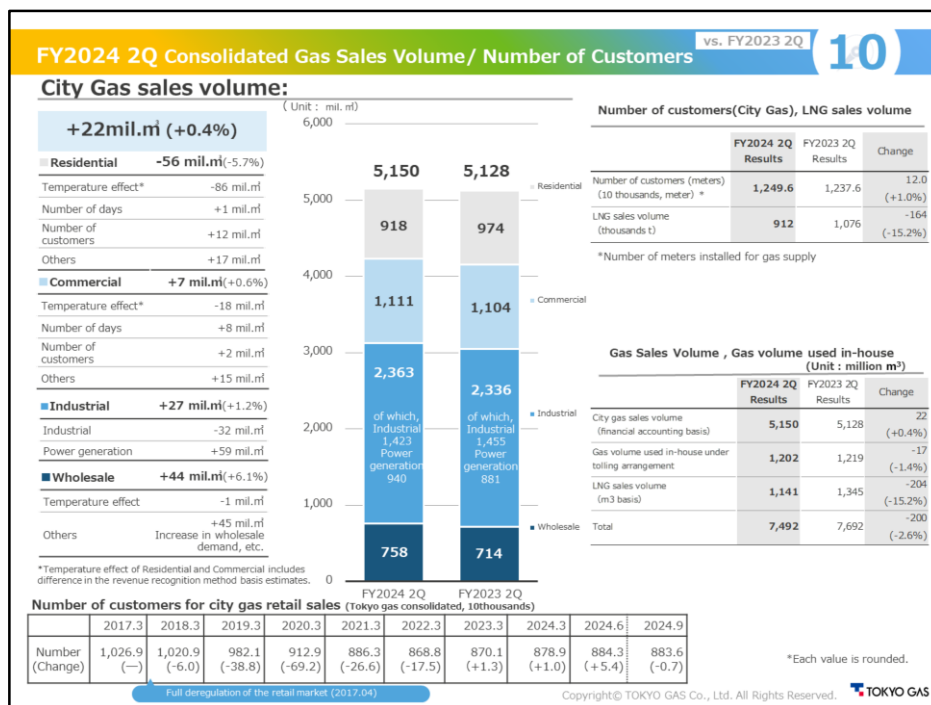 FY2024 2Q Consolidated Gas Sales Volume/ Number of Customers
vs. FY2023 2Q
10
City Gas sales volume:
+22mil.㎥ (+0.4%)
■Residential -56 mil.㎥(-5.7%)
Temperature effect* -86 mil.㎥
Number of days +1 mil.㎥
Number of
customers +12 mil.㎥
Others +17 mil.㎥
■Commercial +7 mil.㎥(+0.6%)
Temperature effect* -18 mil.㎥
Number of days +8 mil.㎥
Number of
customers +2 mil.㎥
Others +15 mil.㎥
■Industrial +27 mil.㎥(+1.2%)
Industrial -32 mil.㎥
Power generation +59 mil.㎥
■Wholesale +44 mil.㎥(+6.1%)
Temperature effect -1 mil.㎥
Others +45 mil.㎥
Increase in wholesale
demand, etc.
*Temperature effect of Residential and Commercial includes
difference in the revenue recognition method basis estimates.
(Unit： mil.㎥)
6,000
5,000
4,000
3,000
2,000
1,000
0
5,150
918
1,111
2,363
of which,
Industrial
1,423
Power
generation
940
758
FY2024 2Q
5,128
974
1,104
2,336
of which,
Industrial
1,455
Power
generation
881
714
FY2023 2Q
Residential
Commercial
Industrial
Wholesale
Number of customers(City Gas), LNG sales volume
FY2024 2Q Results FY2023 2Q Results Change
Number of customers (meters)
(10 thousands, meter) * 1,249.6 1,237.6 12.0 (+1.0%)
LNG sales volume
(thousands t) 912 1,076 -164 (-15.2%)
*Number of meters installed for gas supply
Gas Sales Volume , Gas volume used in-house
(Unit : million m³)
FY2024 2Q Results FY2023 2Q Results Change
City gas sales volume
(financial accounting basis) 5,150 5,128 22 (+0.4%)
Gas volume used in-house under
tolling arrangement 1,202 1,219 -17 (-1.4%)
LNG sales volume
(m3 basis) 1,141 1,345 -204 (-15.2%)
Total 7,492 7,692 -200 (-2.6%)
Number of customers for city gas retail sales (Tokyo gas consolidated, 10thousands)
2017.3 2018.3 2019.3 2020.3 2021.3 2022.3 2023.3 2024.3 2024.6 2024.9
Number 1,026.9 1,020.9 982.1 912.9 886.3 868.8 870.1 878.9 884.3 883.6
(Change) (―) (-6.0) (-38.8) (-69.2) (-26.6) (-17.5) (+1.3) (+1.0) (+5.4) (-0.7)
Full deregulation of the retail market (2017.04)
*Each value is rounded.
Copyright© TOKYO GAS Co., Ltd. All Rights Reserved.
TOKYO GAS